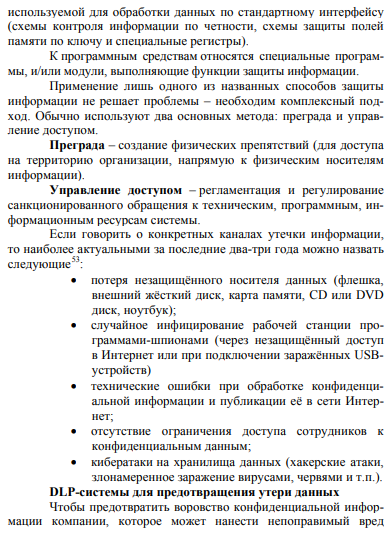 используемой для обработки данных по стандартному интерфейсу
(схемы контроля информации по четности, схемы защиты полей
памяти по ключу и специальные регистры).
К программным средствам относятся специальные програм-
мы, и/или модули, выполняющие функции защиты информации.
Применение лишь одного из названных способов защиты
информации не решает проблемы – необходим комплексный под-
ход. Обычно используют два основных метода: преграда и управ-
ление доступом.
Преграда – создание физических препятствий (для доступа
на территорию организации, напрямую к физическим носителям
информации).
Управление доступом – регламентация и регулирование
санкционированного обращения к техническим, программным, ин-
формационным ресурсам системы.
Если говорить о конкретных каналах утечки информации,
то наиболее актуальными за последние два-три года можно назвать
следующие53:
• потеря незащищённого носителя данных (флешка,
внешний жёсткий диск, карта памяти, CD или DVD
диск, ноутбук);
• случайное инфицирование рабочей станции про-
граммами-шпионами (через незащищённый доступ
в Интернет или при подключении заражённых USB-
устройств)
• технические ошибки при обработке конфиденци-
альной информации и публикации её в сети Интер-
нет;
• отсутствие ограничения доступа сотрудников к
конфиденциальным данным;
• кибератаки на хранилища данных (хакерские атаки,
злонамеренное заражение вирусами, червями и т.п.).
DLP-системы для предотвращения утери данных
Чтобы предотвратить воровство конфиденциальной инфор-
мации компании, которое может нанести непоправимый вред